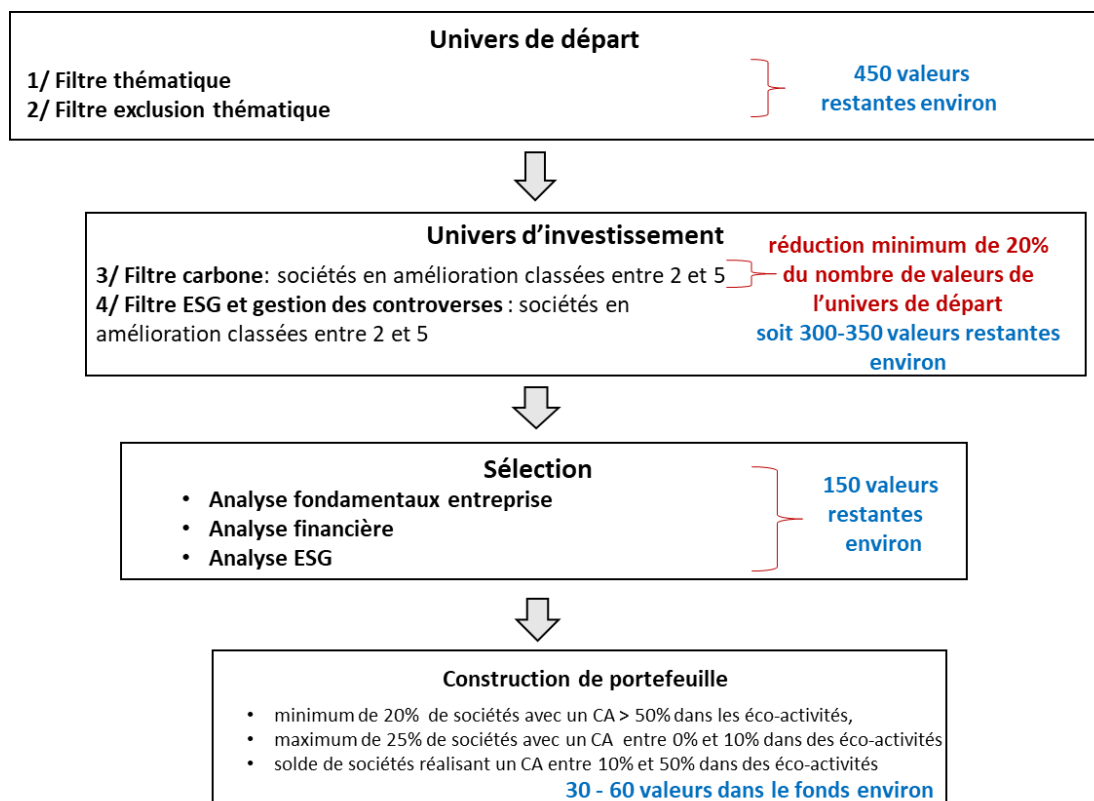 Univers de départ
1/ Filtre thématique
2/ Filtre exclusion thématique
450 valeurs
restantes environ
Univers d'investissement
3/ Filtre carbone: sociétés en amélioration classées entre 2 et 5
4/ Filtre ESG et gestion des controverses : sociétés en
amélioration classées entre 2 et 5
réduction minimum de 20%
du nombre de valeurs de
l'univers de départ
soit 300-350 valeurs restantes
environ
Sélection
• Analyse fondamentaux entreprise
• Analyse financière
• Analyse ESG
150 valeurs
restantes
environ
Construction de portefeuille
• minimum de 20% de sociétés avec un CA > 50% dans les éco-activités,
• maximum de 25% de sociétés avec un CA entre 0% et 10% dans des éco-activités
• solde de sociétés réalisant un CA entre 10% et 50% dans des éco-activités
30 - 60 valeurs dans le fonds environ